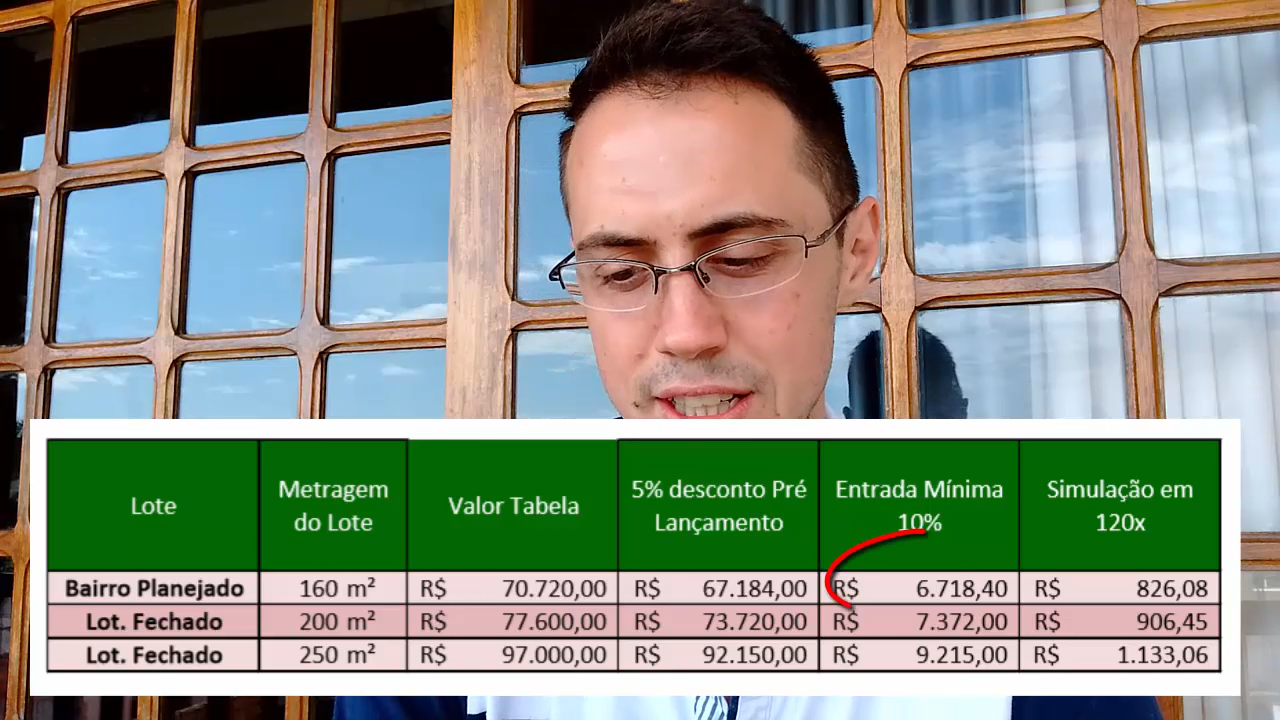 Lote Metragem do Lote Valor Tabela 5% desconto Pré Lançamento Entrada Mínima 10% Simulação em 120x
Bairro Planejado 160 m² R$ 70.720,00 R$ 67.184,00 R$ 6.718,40 R$ 826,08
Lot. Fechado 200 m² R$ 77.600,00 R$ 73.720,00 R$ 7.372,00 R$ 906,45
Lot. Fechado 250 m² R$ 97.000,00 R$ 92.150,00 R$ 9.215,00 R$ 1.133,06